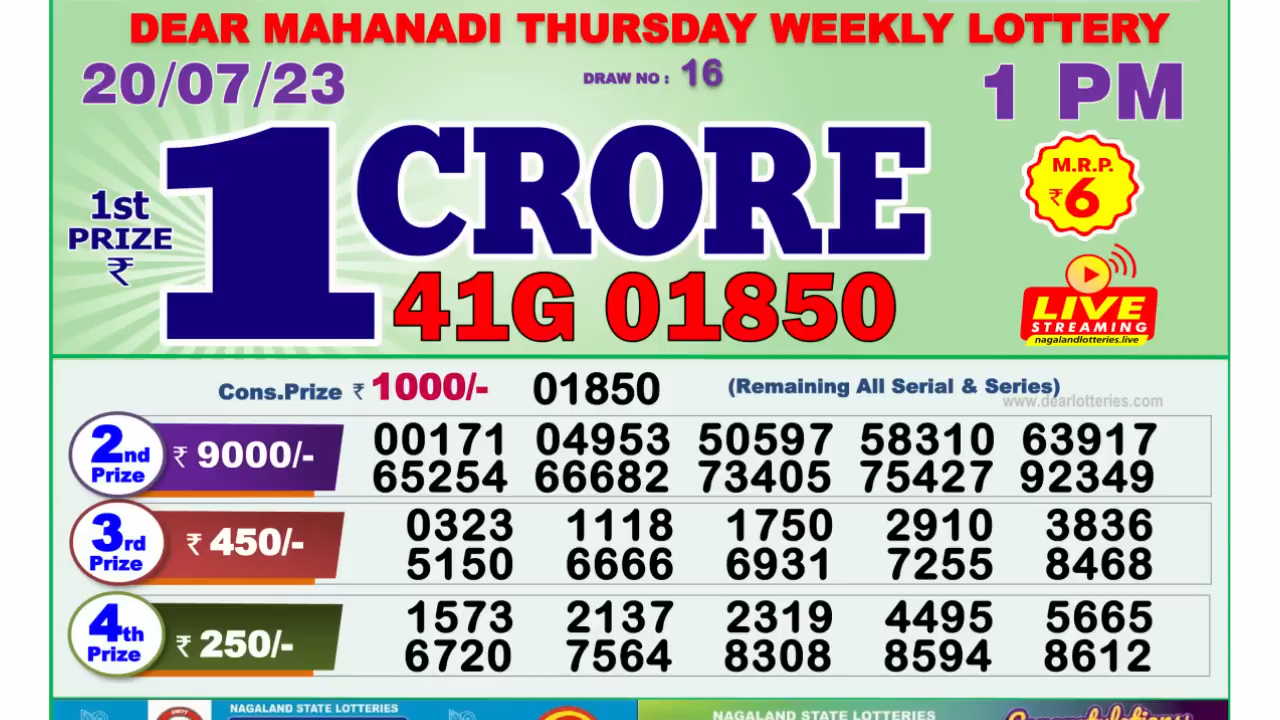 DEAR MAHANADI THURSDAY WEEKLY LOTTERY
20/07/23
DRAW NO : 16
1 PM
1st PRIZE ₹
1 CRORE
41G 01850
M.R.P.
₹6
LIVE
STREAMING
nagalandlotteries.live
Cons.Prize ₹ 1000/- 01850 (Remaining All Serial & Series)
www.dearlotteries.com
2nd Prize ₹ 9000/-
00171 04953 50597 58310 63917
65254 66682 73405 75427 92349
3rd Prize ₹ 450/-
0323 1118 1750 2910 3836
5150 6666 6931 7255 8468
4th Prize ₹ 250/-
1573 2137 2319 4495 5665
6720 7564 8308 8594 8612
NAGALAND STATE LOTTERIES
NAGALAND STATE LOTTERIES
Congratulations